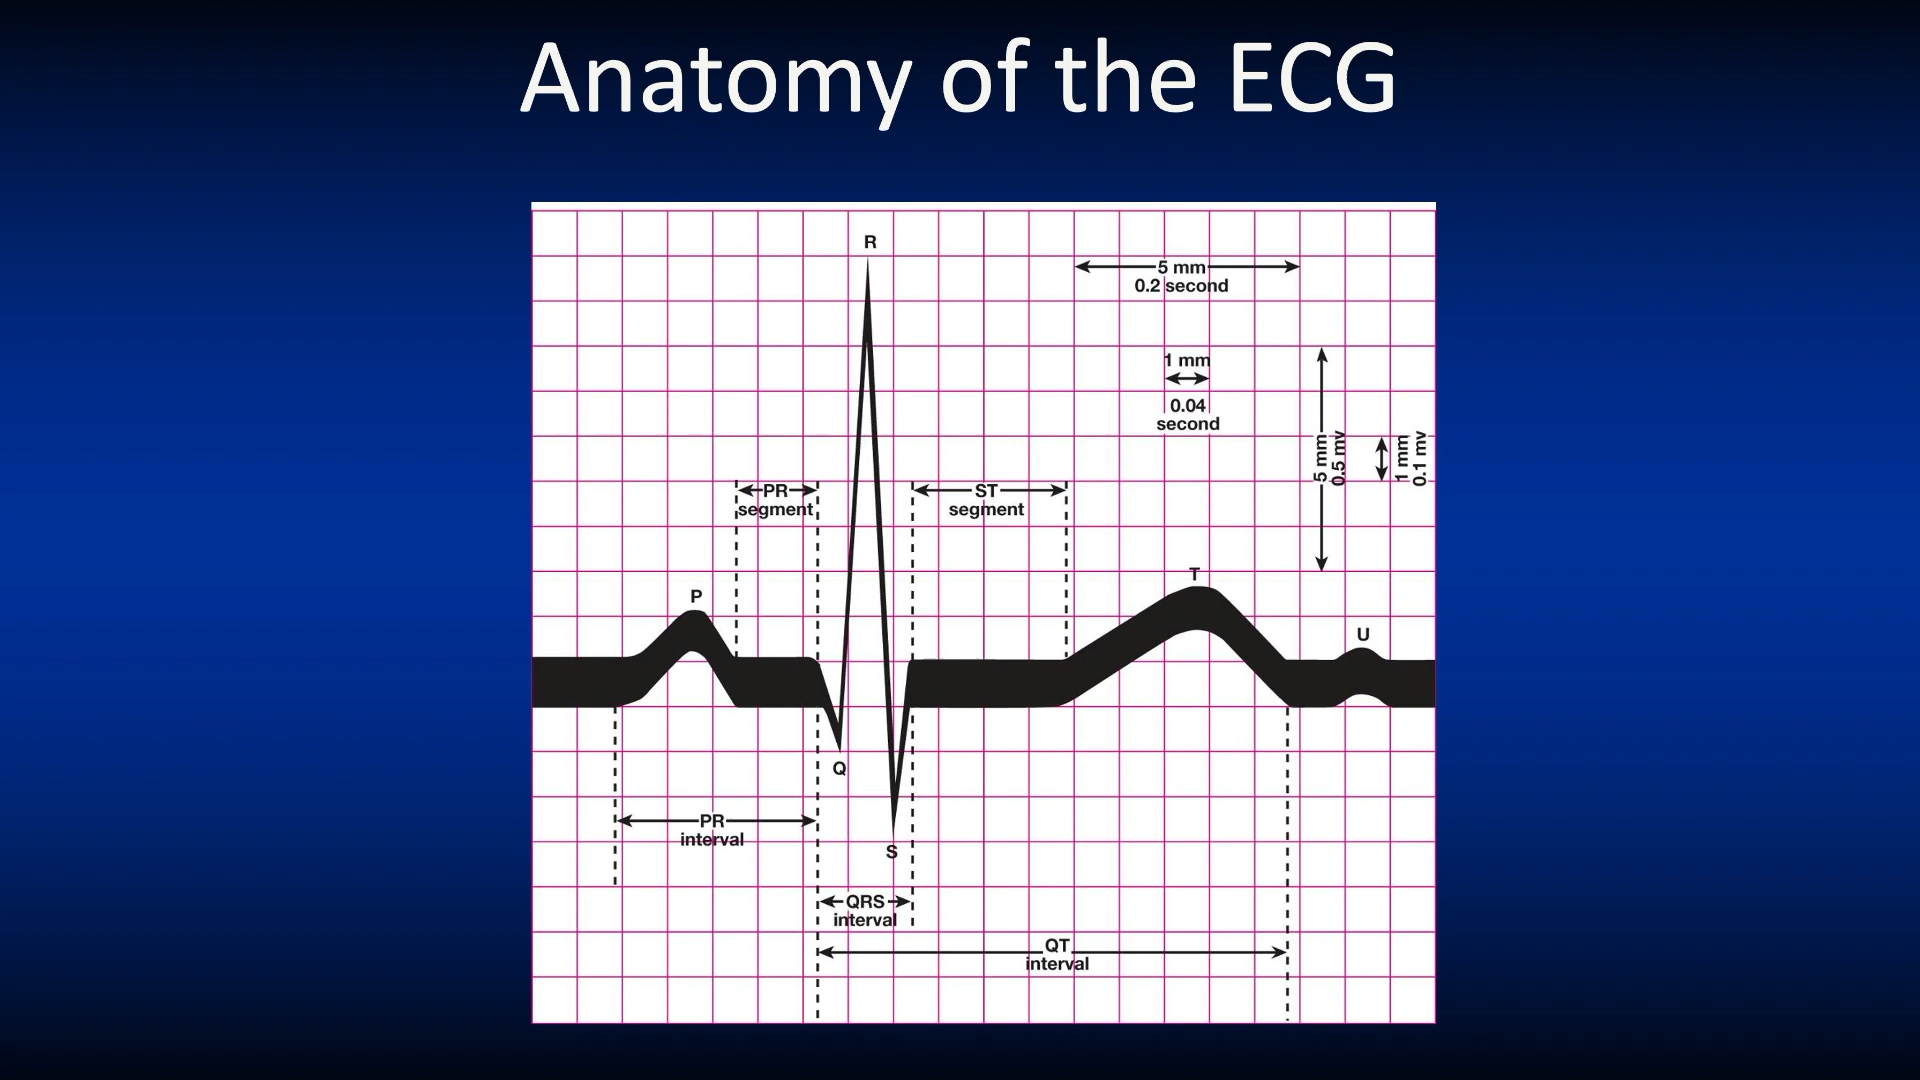 Anatomy of the ECG
R
5 mm
0.2 second
1 mm
0.04
second
5 mm
0.5 mv
1 mm
0.1 mv
PR
segment
ST
segment
P
T
U
Q
PR
interval
S
QRS
interval
QT
interval